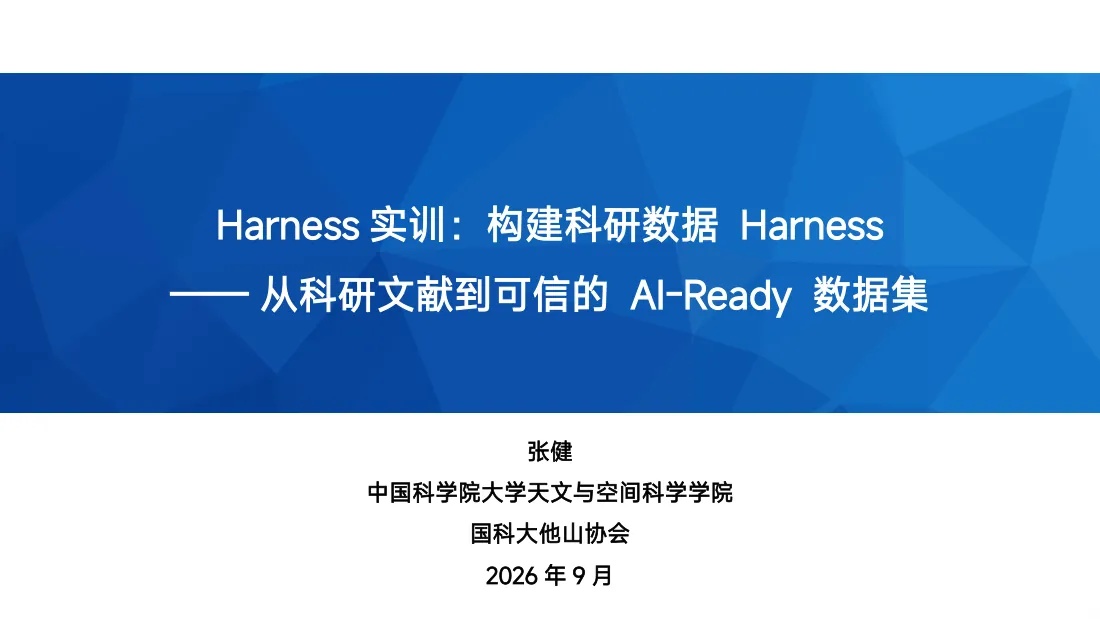 Harness 实训：构建科研数据 Harness
—— 从科研文献到可信的 AI-Ready 数据集
张健
中国科学院大学天文与空间科学学院
国科大他山协会
2026 年 9 月